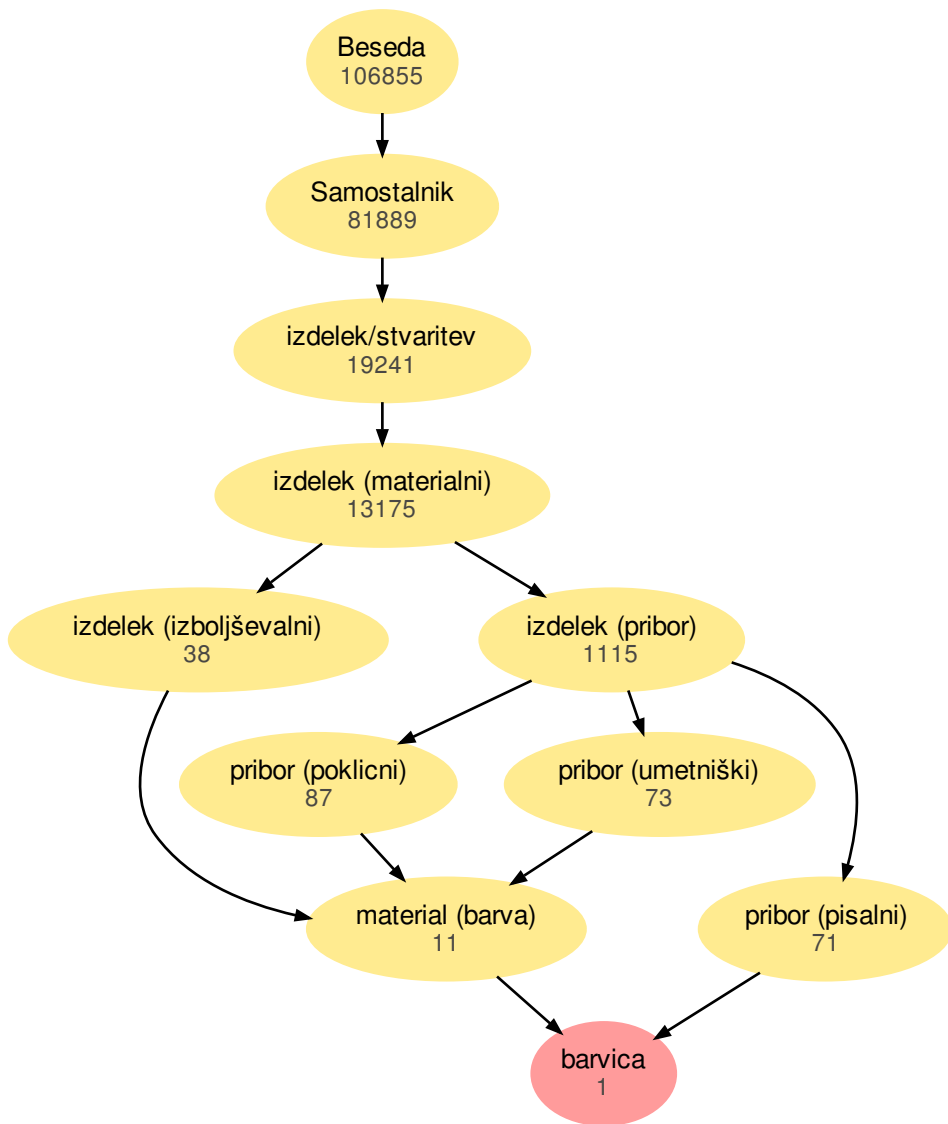 Beseda
106855
Samostalnik
81889
izdelek/stvaritev
19241
izdelek (materialni)
13175
izdelek (izboljševalni)
38
izdelek (pribor)
1115
pribor (poklicni)
87
pribor (umetniški)
73
material (barva)
11
pribor (pisalni)
71
barvica
1